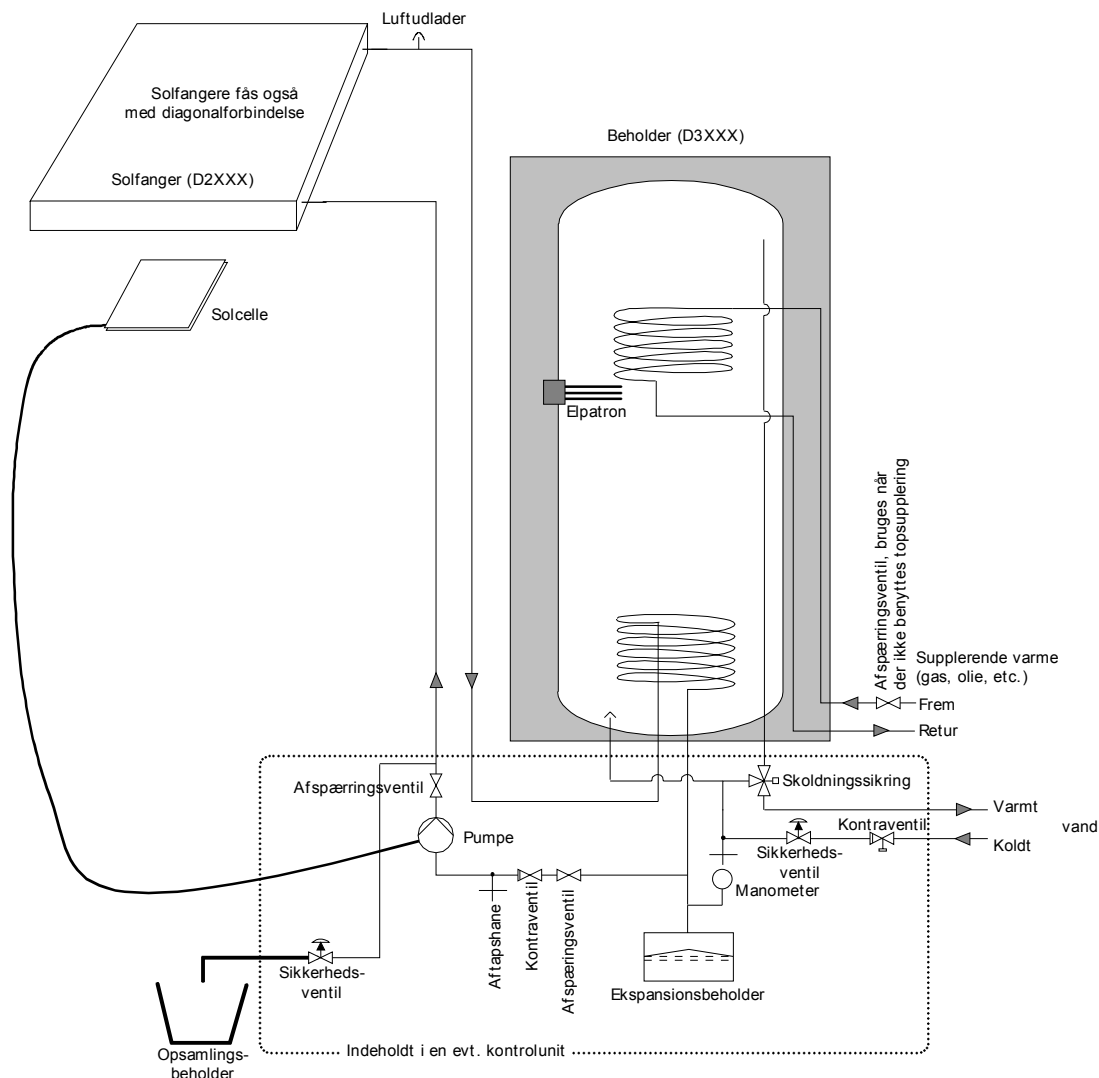 Luftudlader
Solfangere fås også
med diagonalforbindelse
Solfanger (D2XXX)
Beholder (D3XXX)
Solcelle
Elpatron
Afspærringsventil, bruges når
der ikke benyttes topsupplering
Supplerende varme
(gas, olie, etc.)
Frem
Retur
Afspærringsventil
Skoldningssikring
Varmt
vand
Koldt
Kontraventil
Pumpe
Sikkerheds-
ventil
Manometer
Aftapshane
Kontraventil
Afspæringsventil
Sikkerheds-
ventil
Ekspansionsbeholder
Opsamlings-
beholder
Indeholdt i en evt. kontrolunit